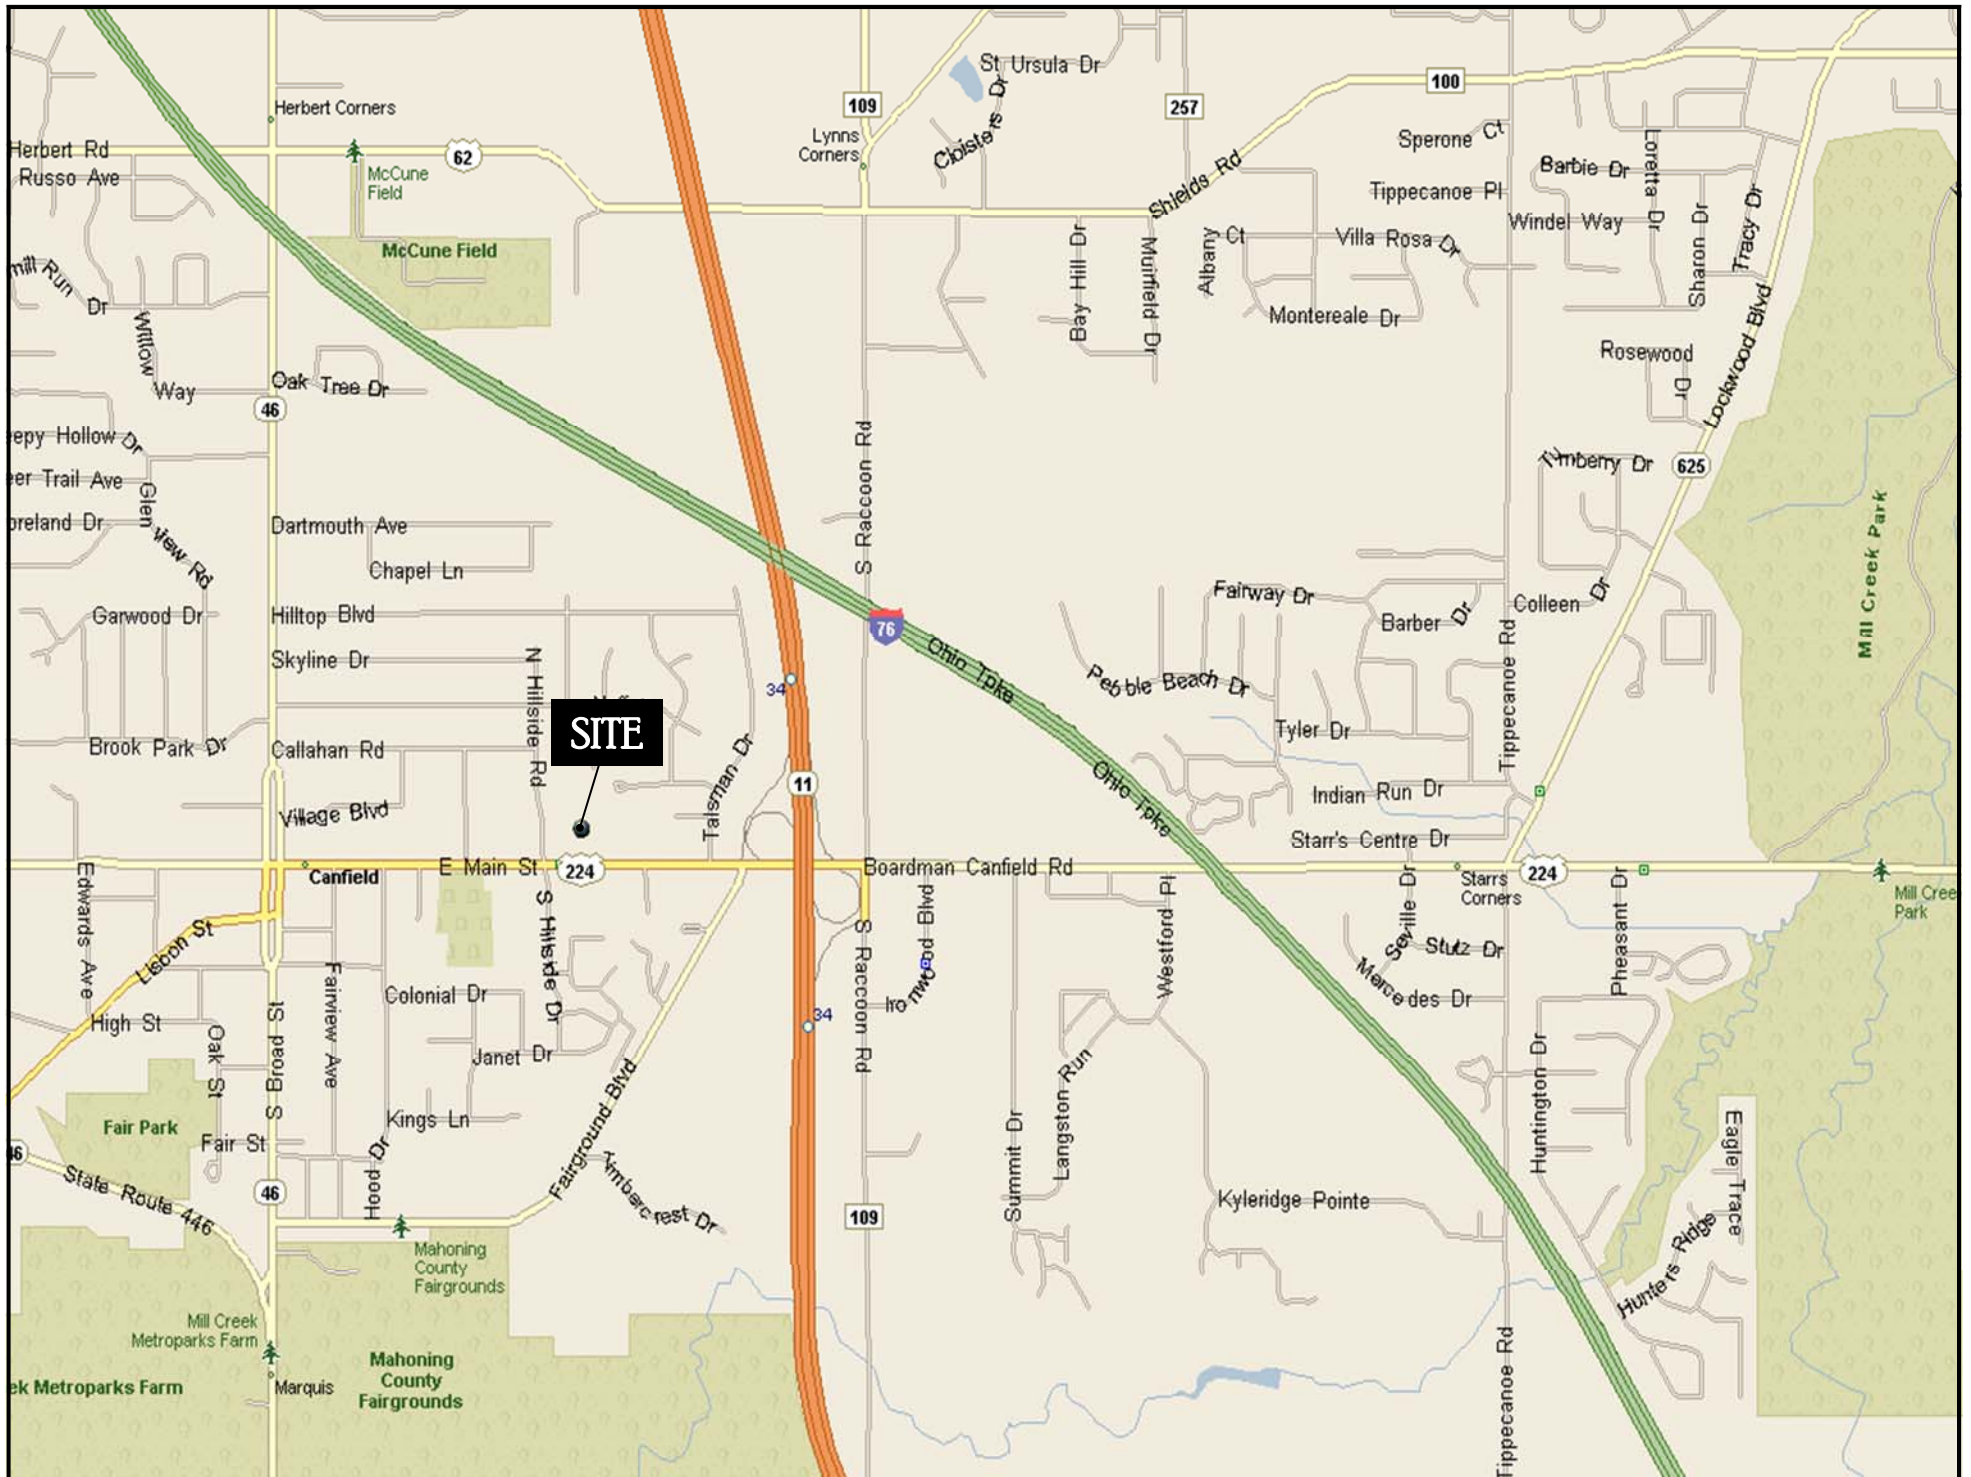 St Ursula Dr
100
109
257
Herbert Corners
Lynns
Corners
Cloisters Dr
Sperone Ct
Herbert Rd
62
Barbie Dr
Loretta Dr
Russo Ave
McCune
Field
Shields Rd
Tippecanoe Pl
Windel Way
Sharon Dr
Tracy Dr
McCune Field
Bay Hill Dr
Muirfield Dr
Albany Ct
Villa Rosa Dr
mill Run Dr
Montereale Dr
Willow Way
Rosewood Dr
Lockwood Blvd
Oak Tree Dr
46
eepy Hollow Dr
S Raccoon Rd
625
er Trail Ave
Glen view Rd
oreland Dr
Dartmouth Ave
Mill Creek Park
Chapel Ln
Garwood Dr
Hilltop Blvd
76
Fairway Dr
Barber Dr
Colleen Dr
Skyline Dr
N Hillside Rd
Ohio Tpke
Tippecanoe Rd
34
Pebble Beach Dr
SITE
Tyler Dr
Brook Park Dr
Callahan Rd
Talsman Dr
11
Ohio Tpke
Indian Run Dr
Village Blvd
Starr's Centre Dr
E Main St
224
Boardman Canfield Rd
224
Canfield
Starrs
Corners
Mill Cree
Park
Edwards Ave
S Hillside Dr
Ironwood Blvd
Westford Pl
Seville Dr
Pheasant Dr
Lisbon St
S Raccoon Rd
Stutz Dr
Mercedes Dr
Fairview Ave
Colonial Dr
34
High St
Oak St
S Broad St
Janet Dr
Langston Run
Huntington Dr
Fair Park
Kings Ln
Fairground Blvd
Summit Dr
Eagle Trace
Fair St
Hood Dr
46
State Route 446
46
109
Kyleridge Pointe
Hunters Ridge
Mahoning
County
Fairgrounds
Mill Creek
Metroparks Farm
Mahoning
County
Fairgrounds
ek Metroparks Farm
Marquis
Tippecanoe Rd